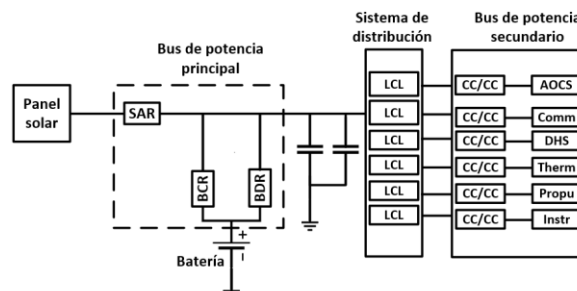 Sistema de
distribución
Bus de potencia
secundario
Bus de potencia
principal
Panel
solar
SAR
BCR
BDR
Batería
+
-
LCL
CC/CC
AOCS
LCL
CC/CC
Comm
LCL
CC/CC
DHS
LCL
CC/CC
Therm
LCL
CC/CC
Propu
LCL
CC/CC
Instr